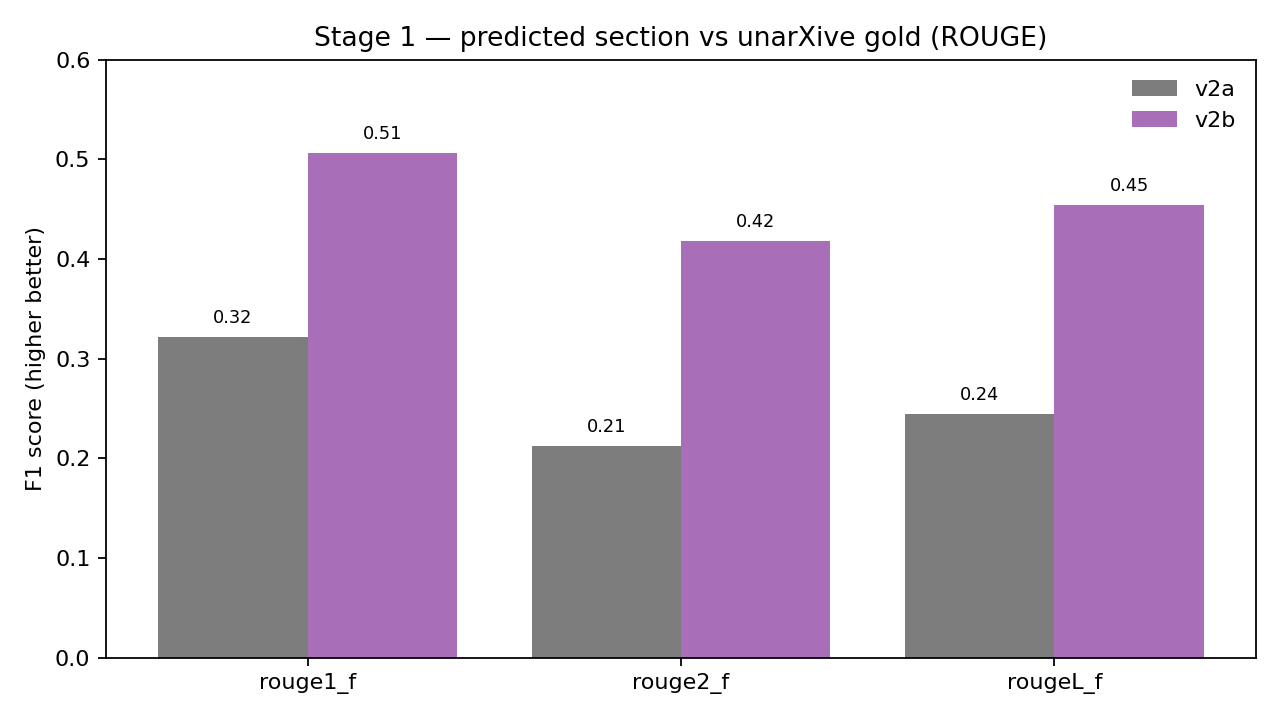 Stage 1 — predicted section vs unarXive gold (ROUGE)
F1 score (higher better)
0.6
0.5
0.4
0.3
0.2
0.1
0.0
v2a
v2b
0.32
0.51
0.21
0.42
0.24
0.45
rouge1_f
rouge2_f
rougeL_f